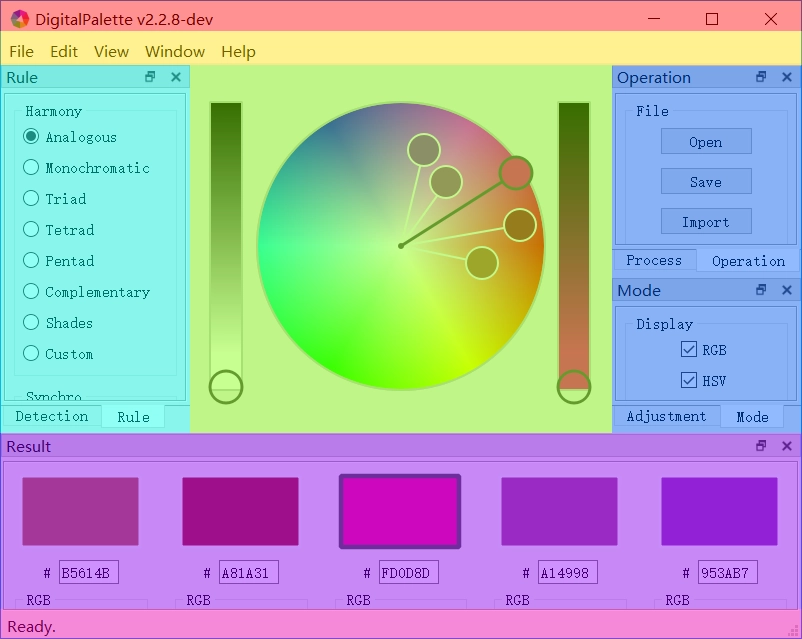 DigitalPalette v2.2.8-dev
File Edit View Window Help
Rule
Harmony
Analogous
Monochromatic
Triad
Tetrad
Pentad
Complementary
Shades
Custom
Synchro
Detection Rule
Operation
File
Open
Save
Import
Process Operation
Mode
Display
RGB
HSV
Adjustment Mode
Result
# B5614B # A81A31 # FD0D8D # A14998 # 953AB7
RGB RGB RGB RGB RGB
Ready.